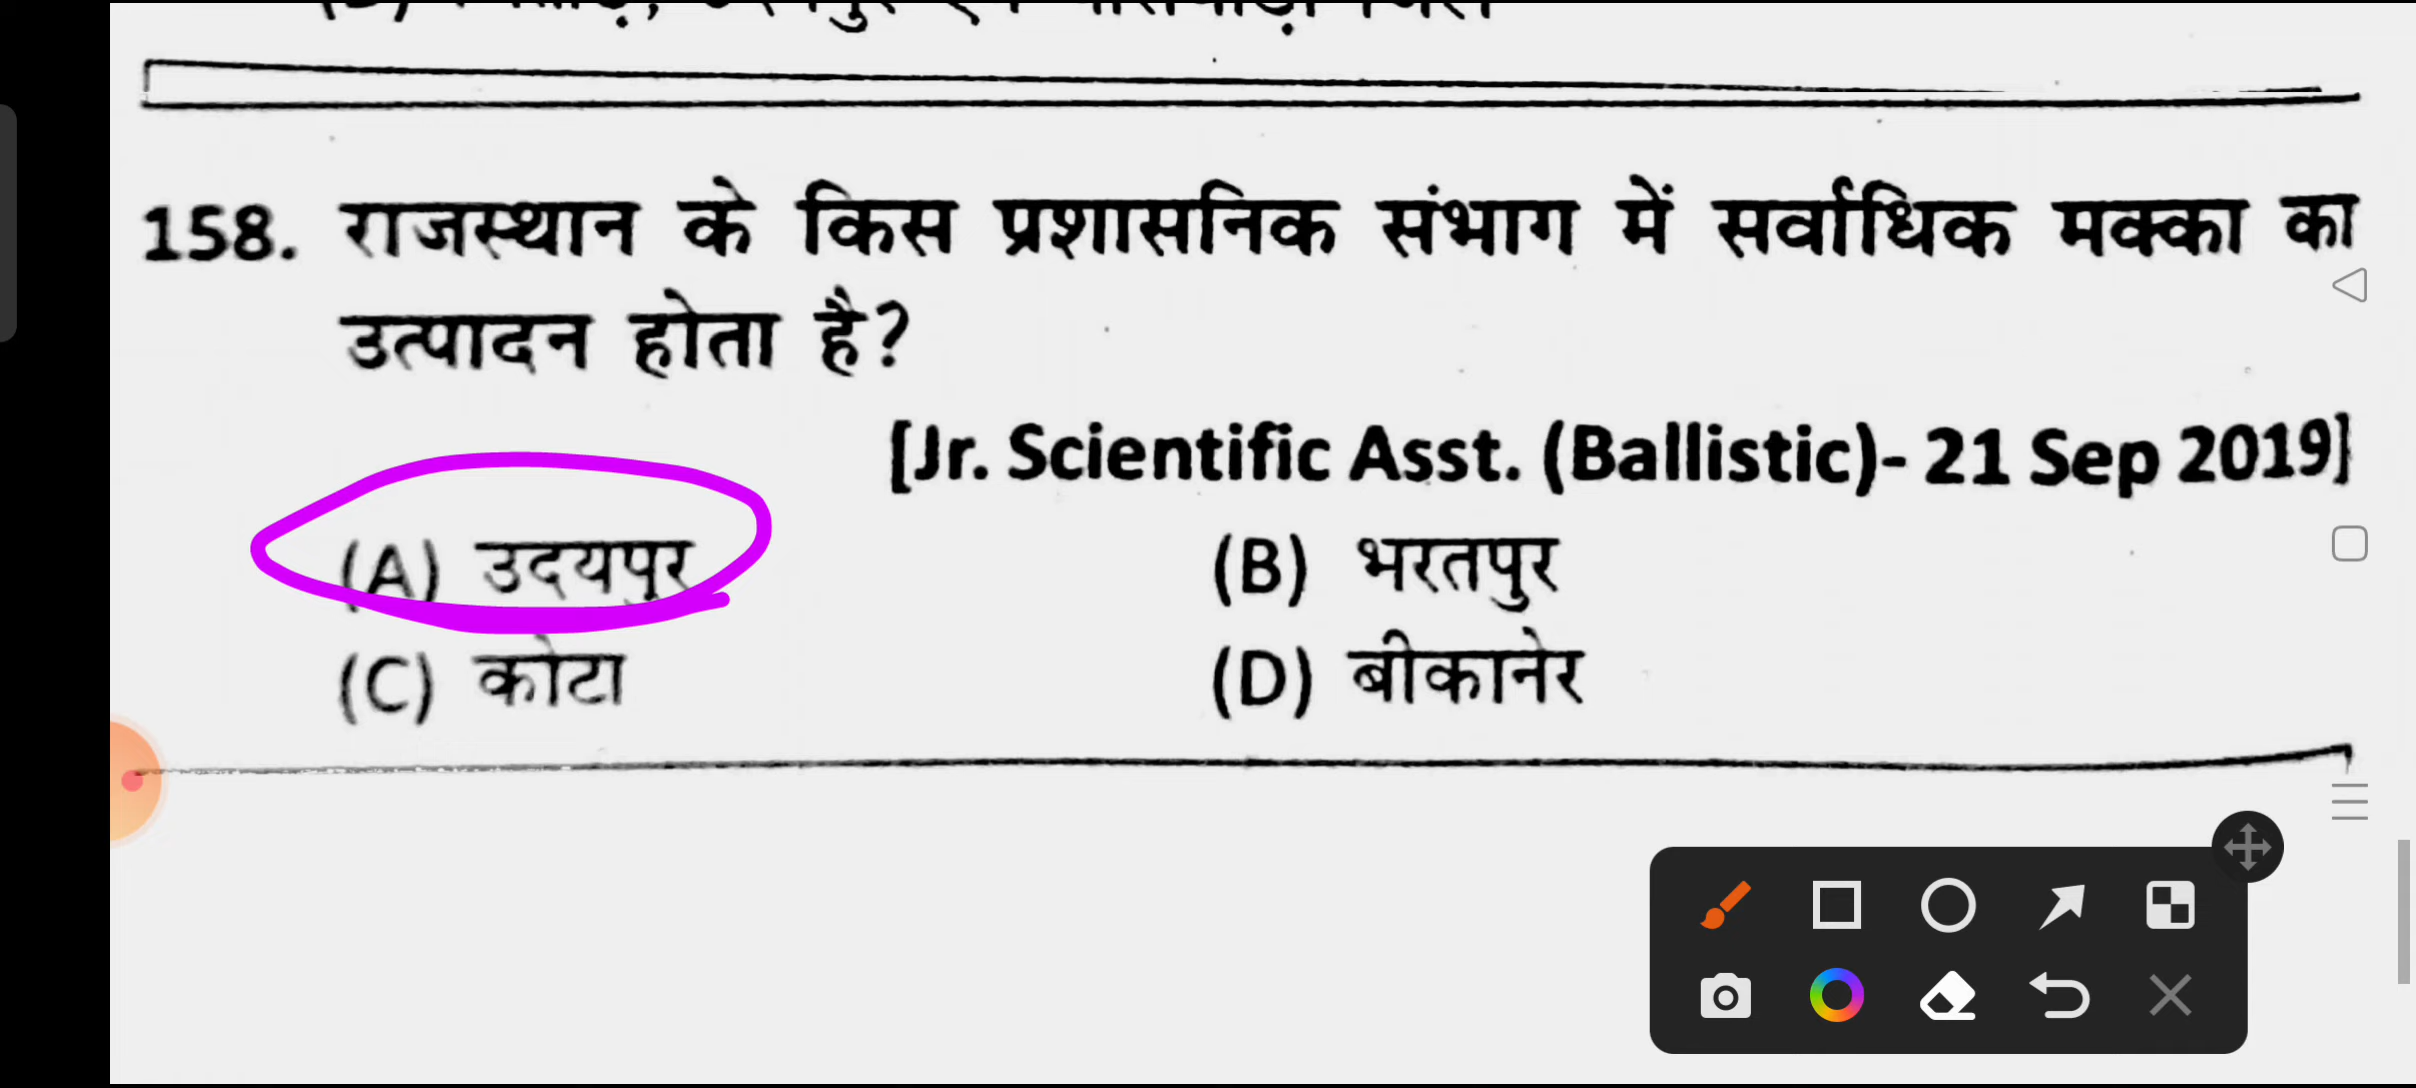 158. राजस्थान के किस प्रशासनिक संभाग में सर्वाधिक मक्का का
उत्पादन होता है?
[Jr. Scientific Asst. (Ballistic)- 21 Sep 2019]
(A) उदयपुर (B) भरतपुर
(C) कोटा (D) बीकानेर